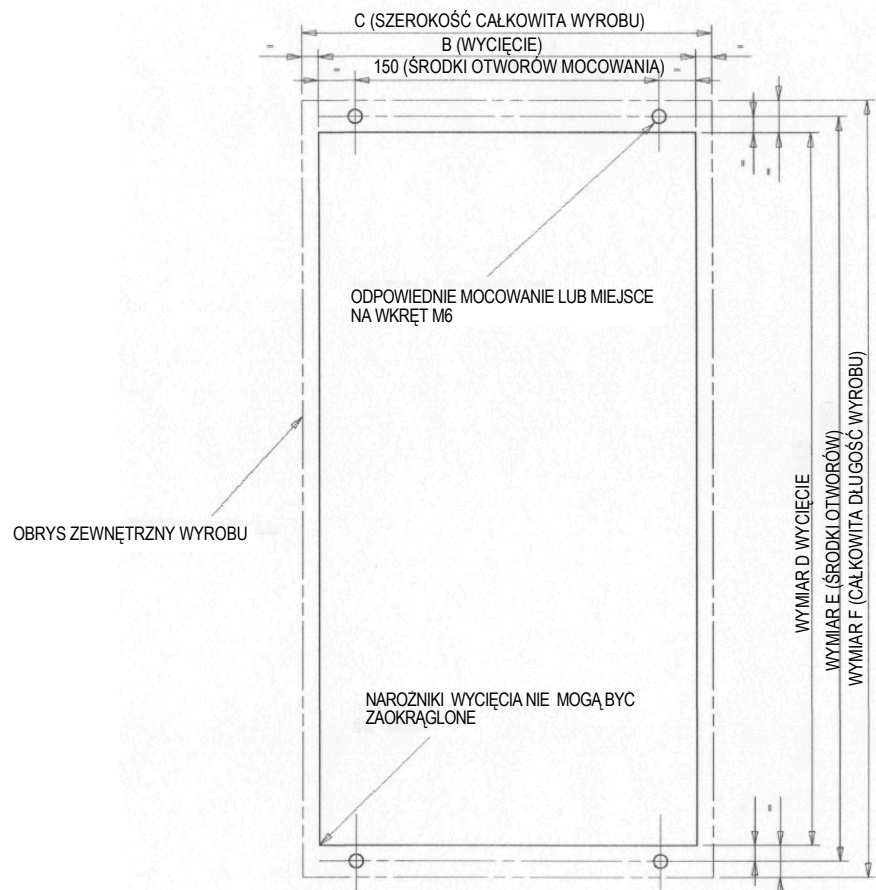 C (SZEROKOŚĆ CAŁKOWITA WYROBU)
B (WYCIĘCIE)
150 (ŚRODKI OTWORÓW MOCOWANIA)
ODPOWIEDNIE MOCOWANIE LUB MIEJSCE
NA WKRĘT M6
OBRYS ZEWNĘTRZNY WYROBU
NAROŻNIKI WYCIĘCIA NIE MOGĄ BYĆ
ZAOKRĄGLONE
WYMIAR D WYCIĘCIE
WYMIAR E (ŚRODKI OTWORÓW)
WYMIAR F (CAŁKOWITA DŁUGOŚĆ WYROBU)